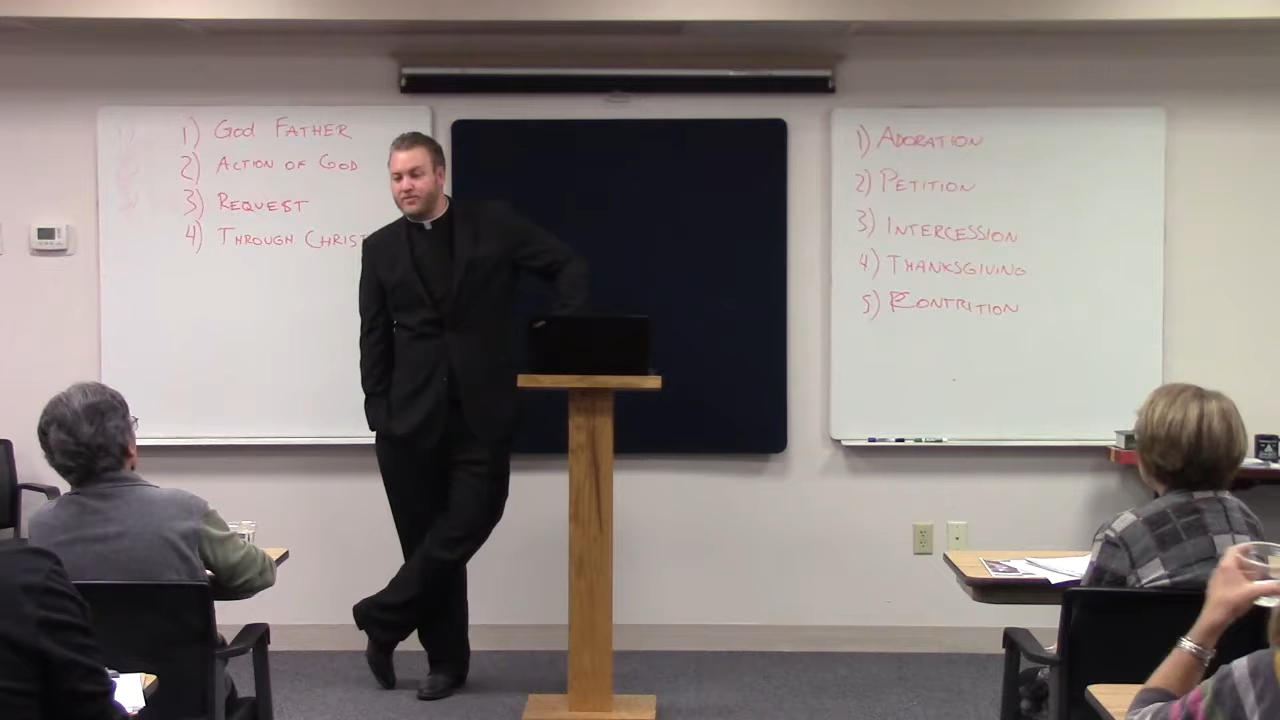 1) God Father
2) Action of God
3) Request
4) Through Christ
1) Adoration
2) Petition
3) Intercession
4) Thanksgiving
5) Contrition